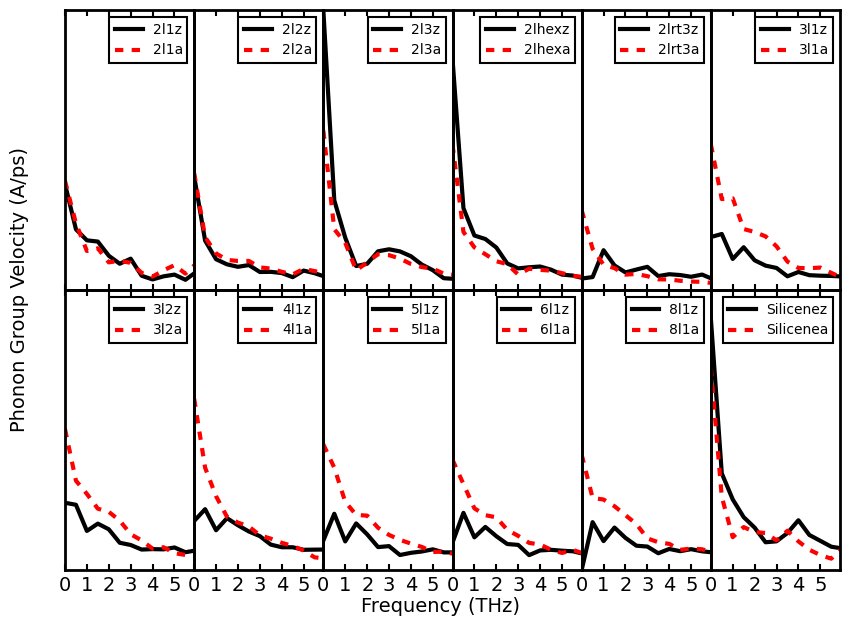 2l1z
2l1a
2l2z
2l2a
2l3z
2l3a
2lhexz
2lhexa
2lrt3z
2lrt3a
3l1z
3l1a
Phonon Group Velocity (A/ps)
3l2z
3l2a
4l1z
4l1a
5l1z
5l1a
6l1z
6l1a
8l1z
8l1a
Silicenez
Silicenea
0 1 2 3 4 5 0 1 2 3 4 5 0 1 2 3 4 5 0 1 2 3 4 5 0 1 2 3 4 5 0 1 2 3 4 5
Frequency (THz)